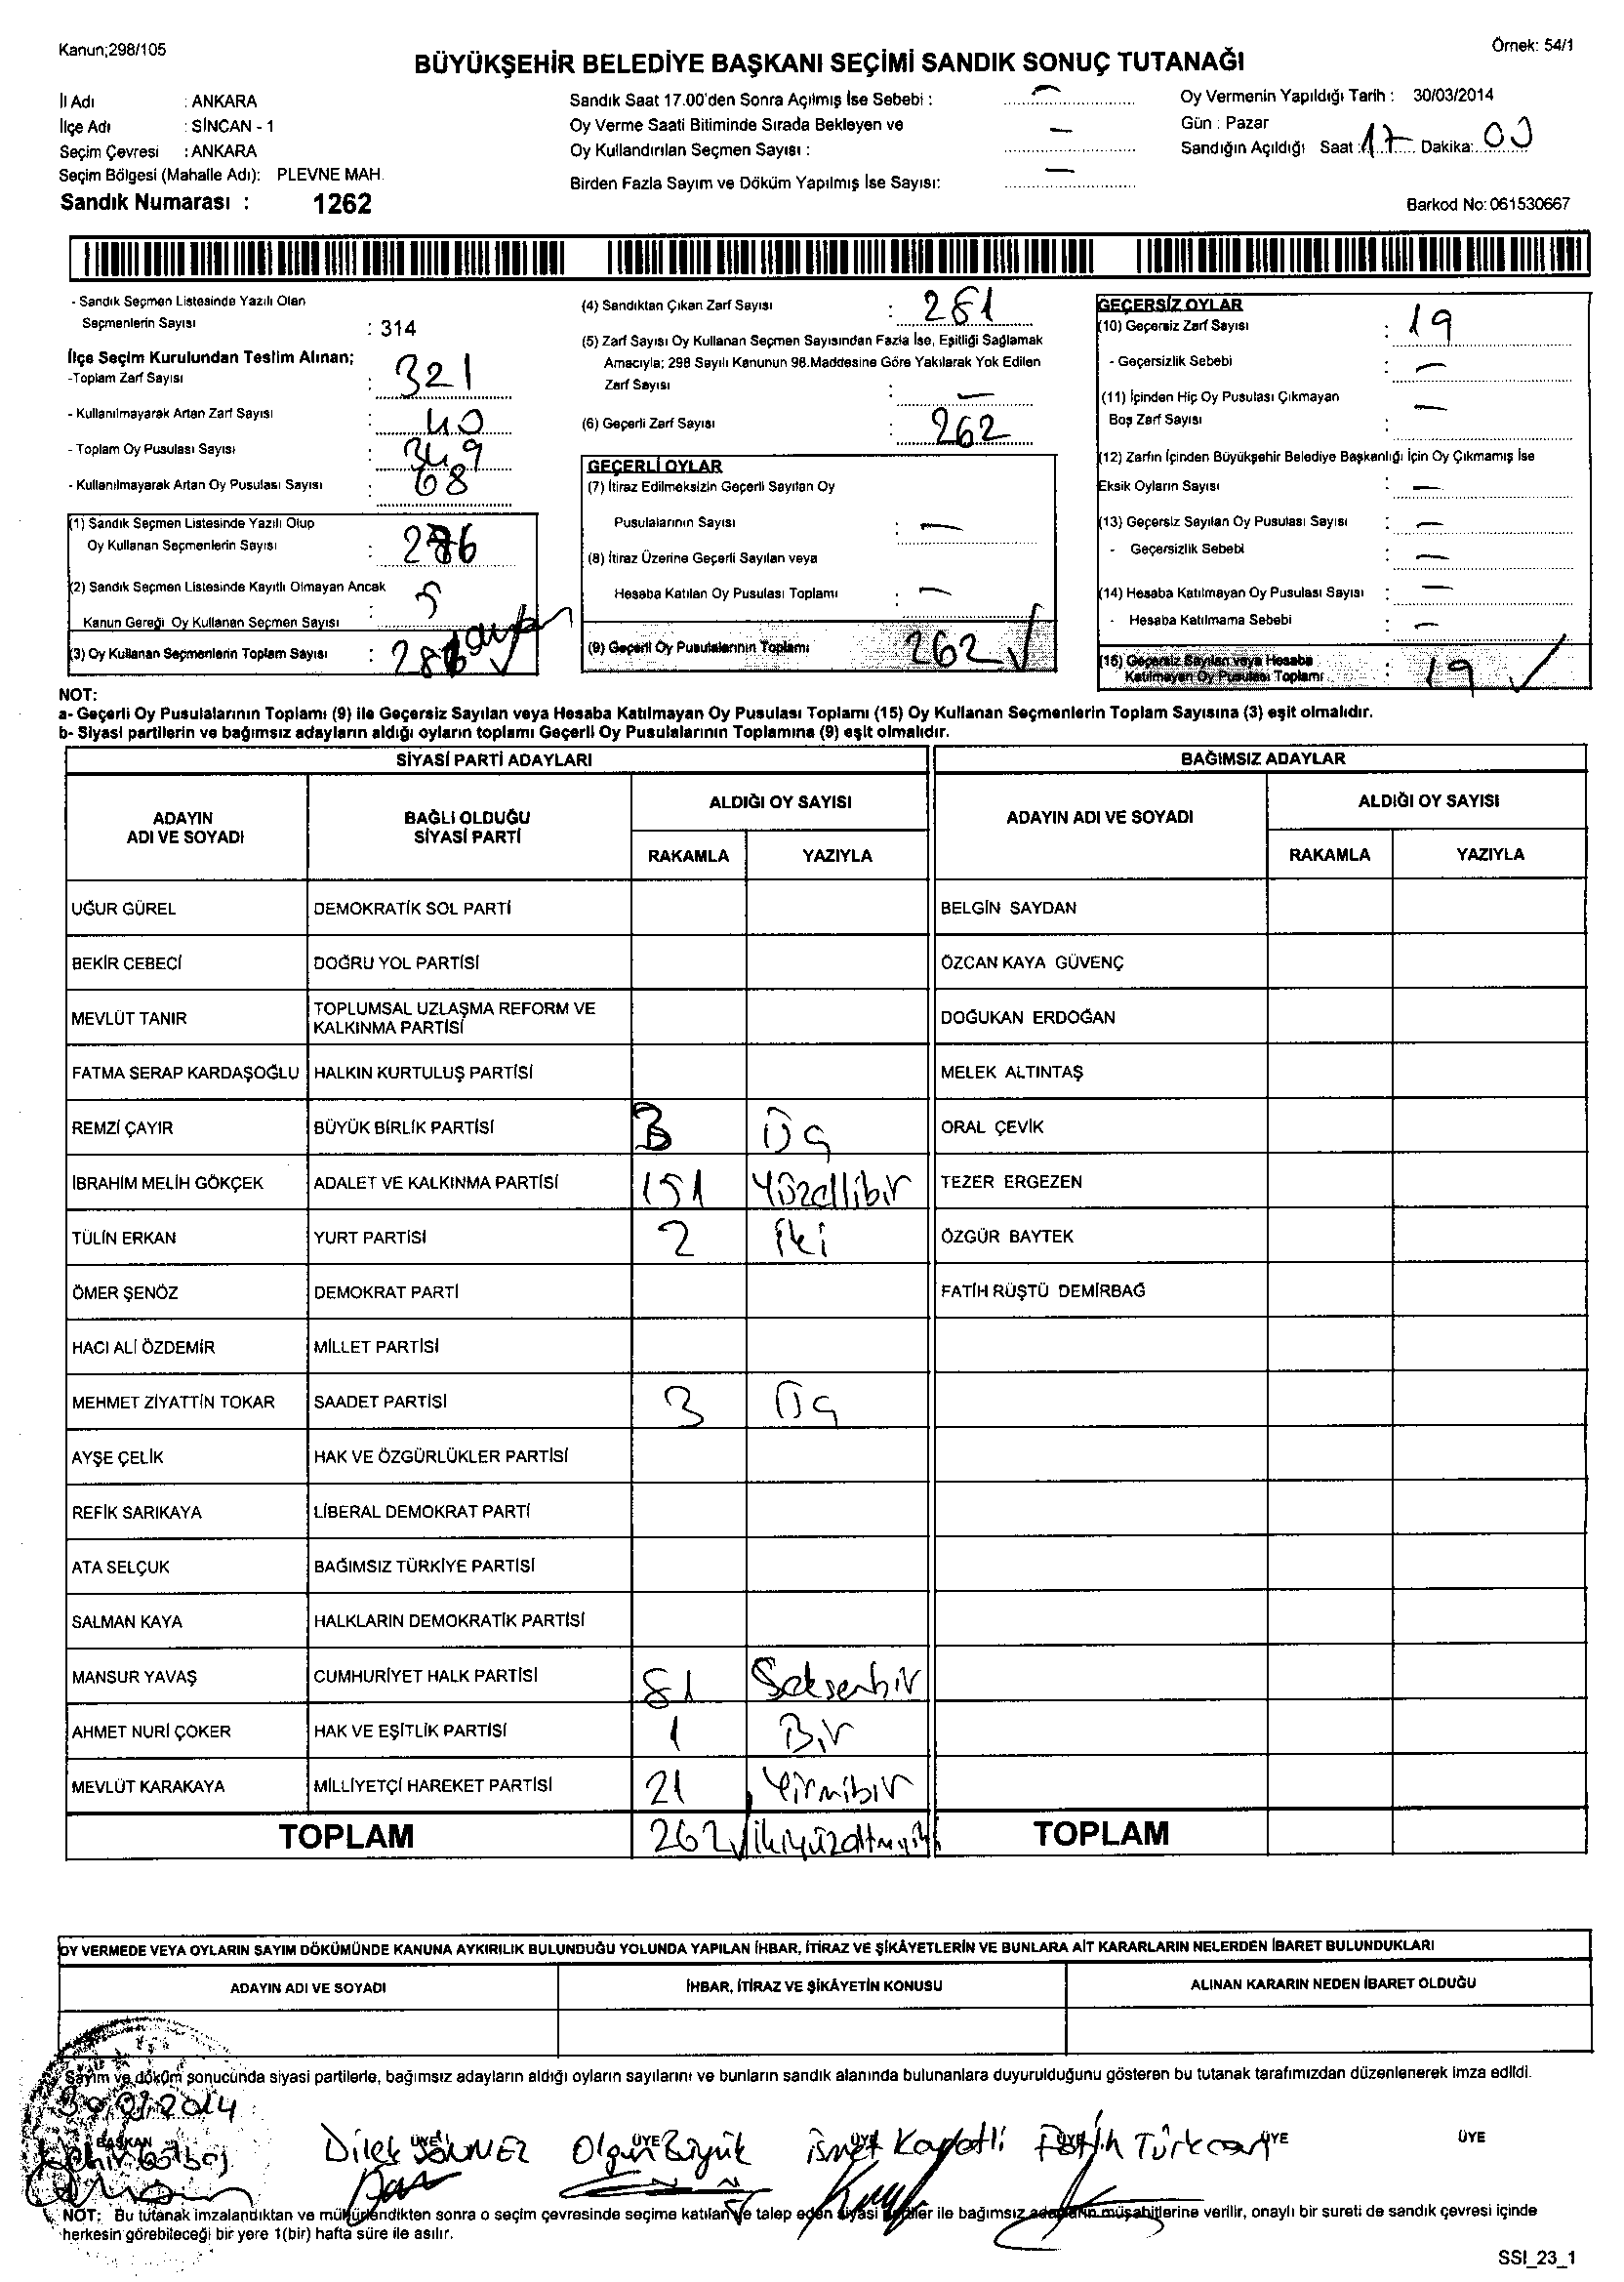 Kanun;298/105
Örnek: 54/1
BÜYÜKŞEHİR BELEDİYE BAŞKANI SEÇİMİ SANDIK SONUÇ TUTANAĞI
İl Adı : ANKARA
İlçe Adı : SİNCAN - 1
Seçim Çevresi : ANKARA
Seçim Bölgesi (Mahalle Adı): PLEVNE MAH.
Sandık Numarası : 1262
Sandık Saat 17.00'den Sonra Açılmış İse Sebebi : —
Oy Verme Saati Bitiminde Sırada Bekleyen ve
Oy Kullandırılan Seçmen Sayısı : —
Birden Fazla Sayım ve Döküm Yapılmış İse Sayısı: —
Oy Vermenin Yapıldığı Tarih : 30/03/2014
Gün : Pazar
Sandığın Açıldığı Saat : 17 Dakika: 00
Barkod No: 061530667
- Sandık Seçmen Listesinde Yazılı Olan
Seçmenlerin Sayısı : 314
İlçe Seçim Kurulundan Teslim Alınan;
-Toplam Zarf Sayısı : 321
- Kullanılmayarak Artan Zarf Sayısı : 40
- Toplam Oy Pusulası Sayısı : 349
- Kullanılmayarak Artan Oy Pusulası Sayısı : 68
(1) Sandık Seçmen Listesinde Yazılı Olup
Oy Kullanan Seçmenlerin Sayısı : 276
(2) Sandık Seçmen Listesinde Kayıtlı Olmayan Ancak
Kanun Gereği Oy Kullanan Seçmen Sayısı : 5
(3) Oy Kullanan Seçmenlerin Toplam Sayısı : 281
(4) Sandıktan Çıkan Zarf Sayısı : 281
(5) Zarf Sayısı Oy Kullanan Seçmen Sayısından Fazla İse, Eşitliği Sağlamak
Amacıyla; 298 Sayılı Kanunun 98.Maddesine Göre Yakılarak Yok Edilen
Zarf Sayısı : —
(6) Geçerli Zarf Sayısı : 262
GEÇERLİ OYLAR
(7) İtiraz Edilmeksizin Geçerli Sayılan Oy
Pusulalarının Sayısı : —
(8) İtiraz Üzerine Geçerli Sayılan veya
Hesaba Katılan Oy Pusulası Toplamı : —
(9) Geçerli Oy Pusulalarının Toplamı 262 ✓
GEÇERSİZ OYLAR
(10) Geçersiz Zarf Sayısı : 19
- Geçersizlik Sebebi : —
(11) İçinden Hiç Oy Pusulası Çıkmayan
Boş Zarf Sayısı : —
(12) Zarfın İçinden Büyükşehir Belediye Başkanlığı İçin Oy Çıkmamış İse
Eksik Oyların Sayısı : —
(13) Geçersiz Sayılan Oy Pusulası Sayısı : —
- Geçersizlik Sebebi : —
(14) Hesaba Katılmayan Oy Pusulası Sayısı : —
- Hesaba Katılmama Sebebi : —
(15) Geçersiz Sayılan veya Hesaba
Katılmayan Oy Pusulası Toplamı : 19 ✓
NOT:
a- Geçerli Oy Pusulalarının Toplamı (9) ile Geçersiz Sayılan veya Hesaba Katılmayan Oy Pusulası Toplamı (15) Oy Kullanan Seçmenlerin Toplam Sayısına (3) eşit olmalıdır.
b- Siyasi partilerin ve bağımsız adayların aldığı oyların toplamı Geçerli Oy Pusulalarının Toplamına (9) eşit olmalıdır.
SİYASİ PARTİ ADAYLARI BAĞIMSIZ ADAYLAR
ADAYIN ADI VE SOYADI BAĞLI OLDUĞU SİYASİ PARTİ ALDIĞI OY SAYISI ADAYIN ADI VE SOYADI ALDIĞI OY SAYISI
RAKAMLA YAZIYLA RAKAMLA YAZIYLA
UĞUR GÜREL DEMOKRATİK SOL PARTİ BELGİN SAYDAN
BEKİR CEBECİ DOĞRU YOL PARTİSİ ÖZCAN KAYA GÜVENÇ
MEVLÜT TANIR TOPLUMSAL UZLAŞMA REFORM VE KALKINMA PARTİSİ DOĞUKAN ERDOĞAN
FATMA SERAP KARDAŞOĞLU HALKIN KURTULUŞ PARTİSİ MELEK ALTINTAŞ
REMZİ ÇAYIR BÜYÜK BİRLİK PARTİSİ 3 Üç ORAL ÇEVİK
İBRAHİM MELİH GÖKÇEK ADALET VE KALKINMA PARTİSİ 151 Yüzellibir TEZER ERGEZEN
TÜLİN ERKAN YURT PARTİSİ 2 İki ÖZGÜR BAYTEK
ÖMER ŞENÖZ DEMOKRAT PARTİ FATİH RÜŞTÜ DEMİRBAĞ
HACI ALİ ÖZDEMİR MİLLET PARTİSİ
MEHMET ZİYATTİN TOKAR SAADET PARTİSİ 3 Üç
AYŞE ÇELİK HAK VE ÖZGÜRLÜKLER PARTİSİ
REFİK SARIKAYA LİBERAL DEMOKRAT PARTİ
ATA SELÇUK BAĞIMSIZ TÜRKİYE PARTİSİ
SALMAN KAYA HALKLARIN DEMOKRATİK PARTİSİ
MANSUR YAVAŞ CUMHURİYET HALK PARTİSİ 81 Seksenbir
AHMET NURİ ÇOKER HAK VE EŞİTLİK PARTİSİ 1 Bir
MEVLÜT KARAKAYA MİLLİYETÇİ HAREKET PARTİSİ 21 Yirmibir
TOPLAM 262 ikiyüzaltmışiki TOPLAM
OY VERMEDE VEYA OYLARIN SAYIM DÖKÜMÜNDE KANUNA AYKIRILIK BULUNDUĞU YOLUNDA YAPILAN İHBAR, İTİRAZ VE ŞİKÂYETLERİN VE BUNLARA AİT KARARLARIN NELERDEN İBARET BULUNDUKLARI
ADAYIN ADI VE SOYADI İHBAR, İTİRAZ VE ŞİKÂYETİN KONUSU ALINAN KARARIN NEDEN İBARET OLDUĞU
Sayım ve döküm sonucunda siyasi partilerle, bağımsız adayların aldığı oyların sayılarını ve bunların sandık alanında bulunanlara duyurulduğunu gösteren bu tutanak tarafımızdan düzenlenerek imza edildi.
BAŞKAN ÜYE ÜYE ÜYE ÜYE ÜYE ÜYE
Dilek SÖNMEZ Olgun Büyük ismet Fatih Türkcan
NOT: Bu tutanak imzalandıktan ve mühürlendikten sonra o seçim çevresinde seçime katılan ve talep eden siyasi partiler ile bağımsız adayların müşahitlerine verilir, onaylı bir sureti de sandık çevresi içinde
herkesin görebileceği bir yere 1(bir) hafta süre ile asılır.
SSI_23_1